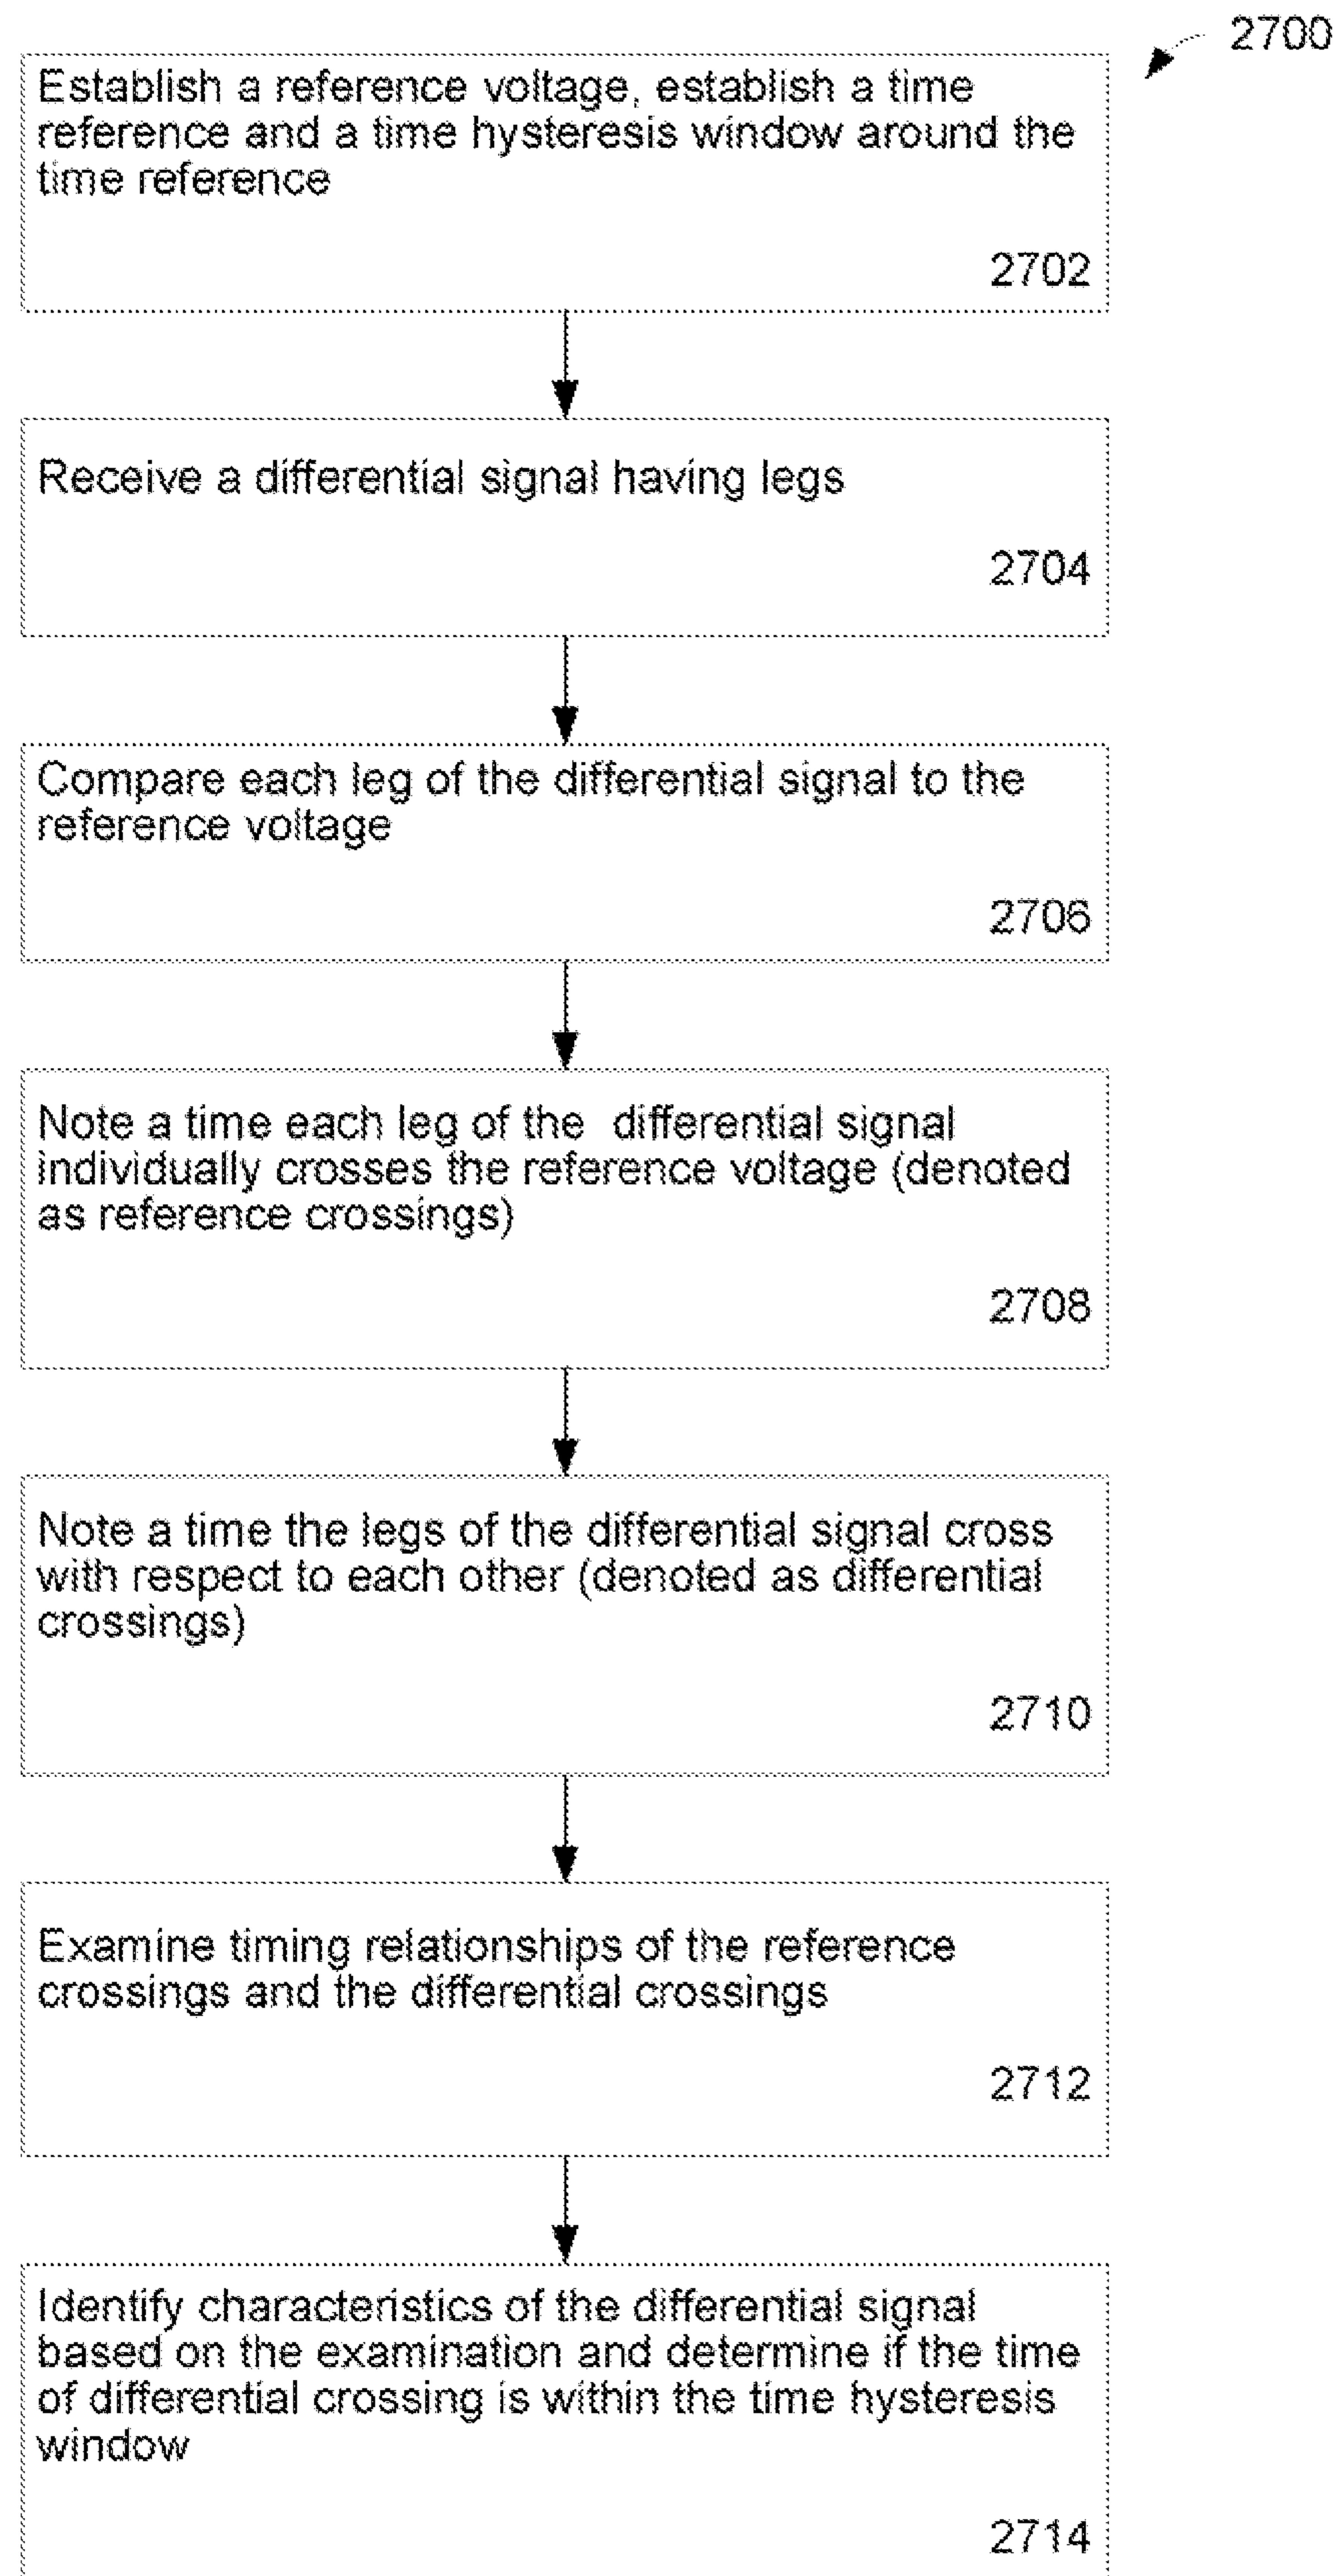 2700
Establish a reference voltage, establish a time
reference and a time hysteresis window around the
time reference
2702
Receive a differential signal having legs
2704
Compare each leg of the differential signal to the
reference voltage
2706
Note a time each leg of the differential signal
individually crosses the reference voltage (denoted
as reference crossings)
2708
Note a time the legs of the differential signal cross
with respect to each other (denoted as differential
crossings)
2710
Examine timing relationships of the reference
crossings and the differential crossings
2712
Identify characteristics of the differential signal
based on the examination and determine if the time
of differential crossing is within the time hysteresis
window
2714